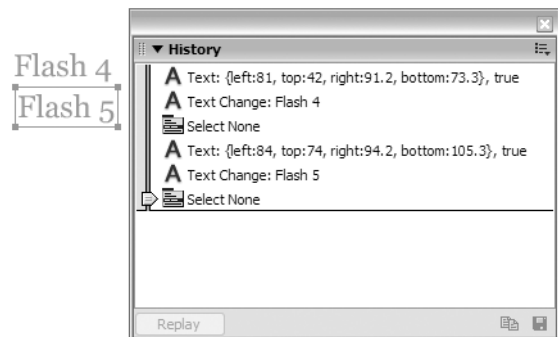 Flash 4
Flash 5
History
A Text: {left:81, top:42, right:91.2, bottom:73.3}, true
A Text Change: Flash 4
Select None
A Text: {left:84, top:74, right:94.2, bottom:105.3}, true
A Text Change: Flash 5
Select None
Replay